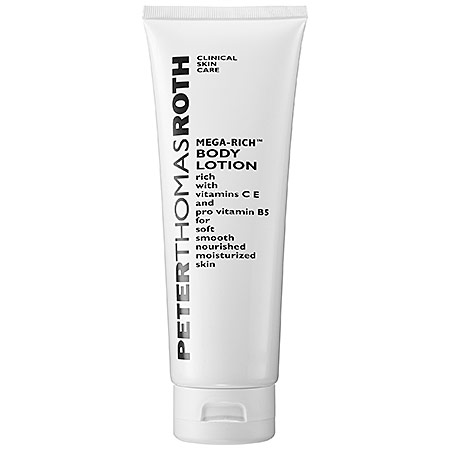 CLINICAL
SKIN
CARE
PETERTHOMASROTH
MEGA-RICH™
BODY
LOTION
rich
with
vitamins C E
and
pro vitamin B5
for
soft
smooth
nourished
moisturized
skin